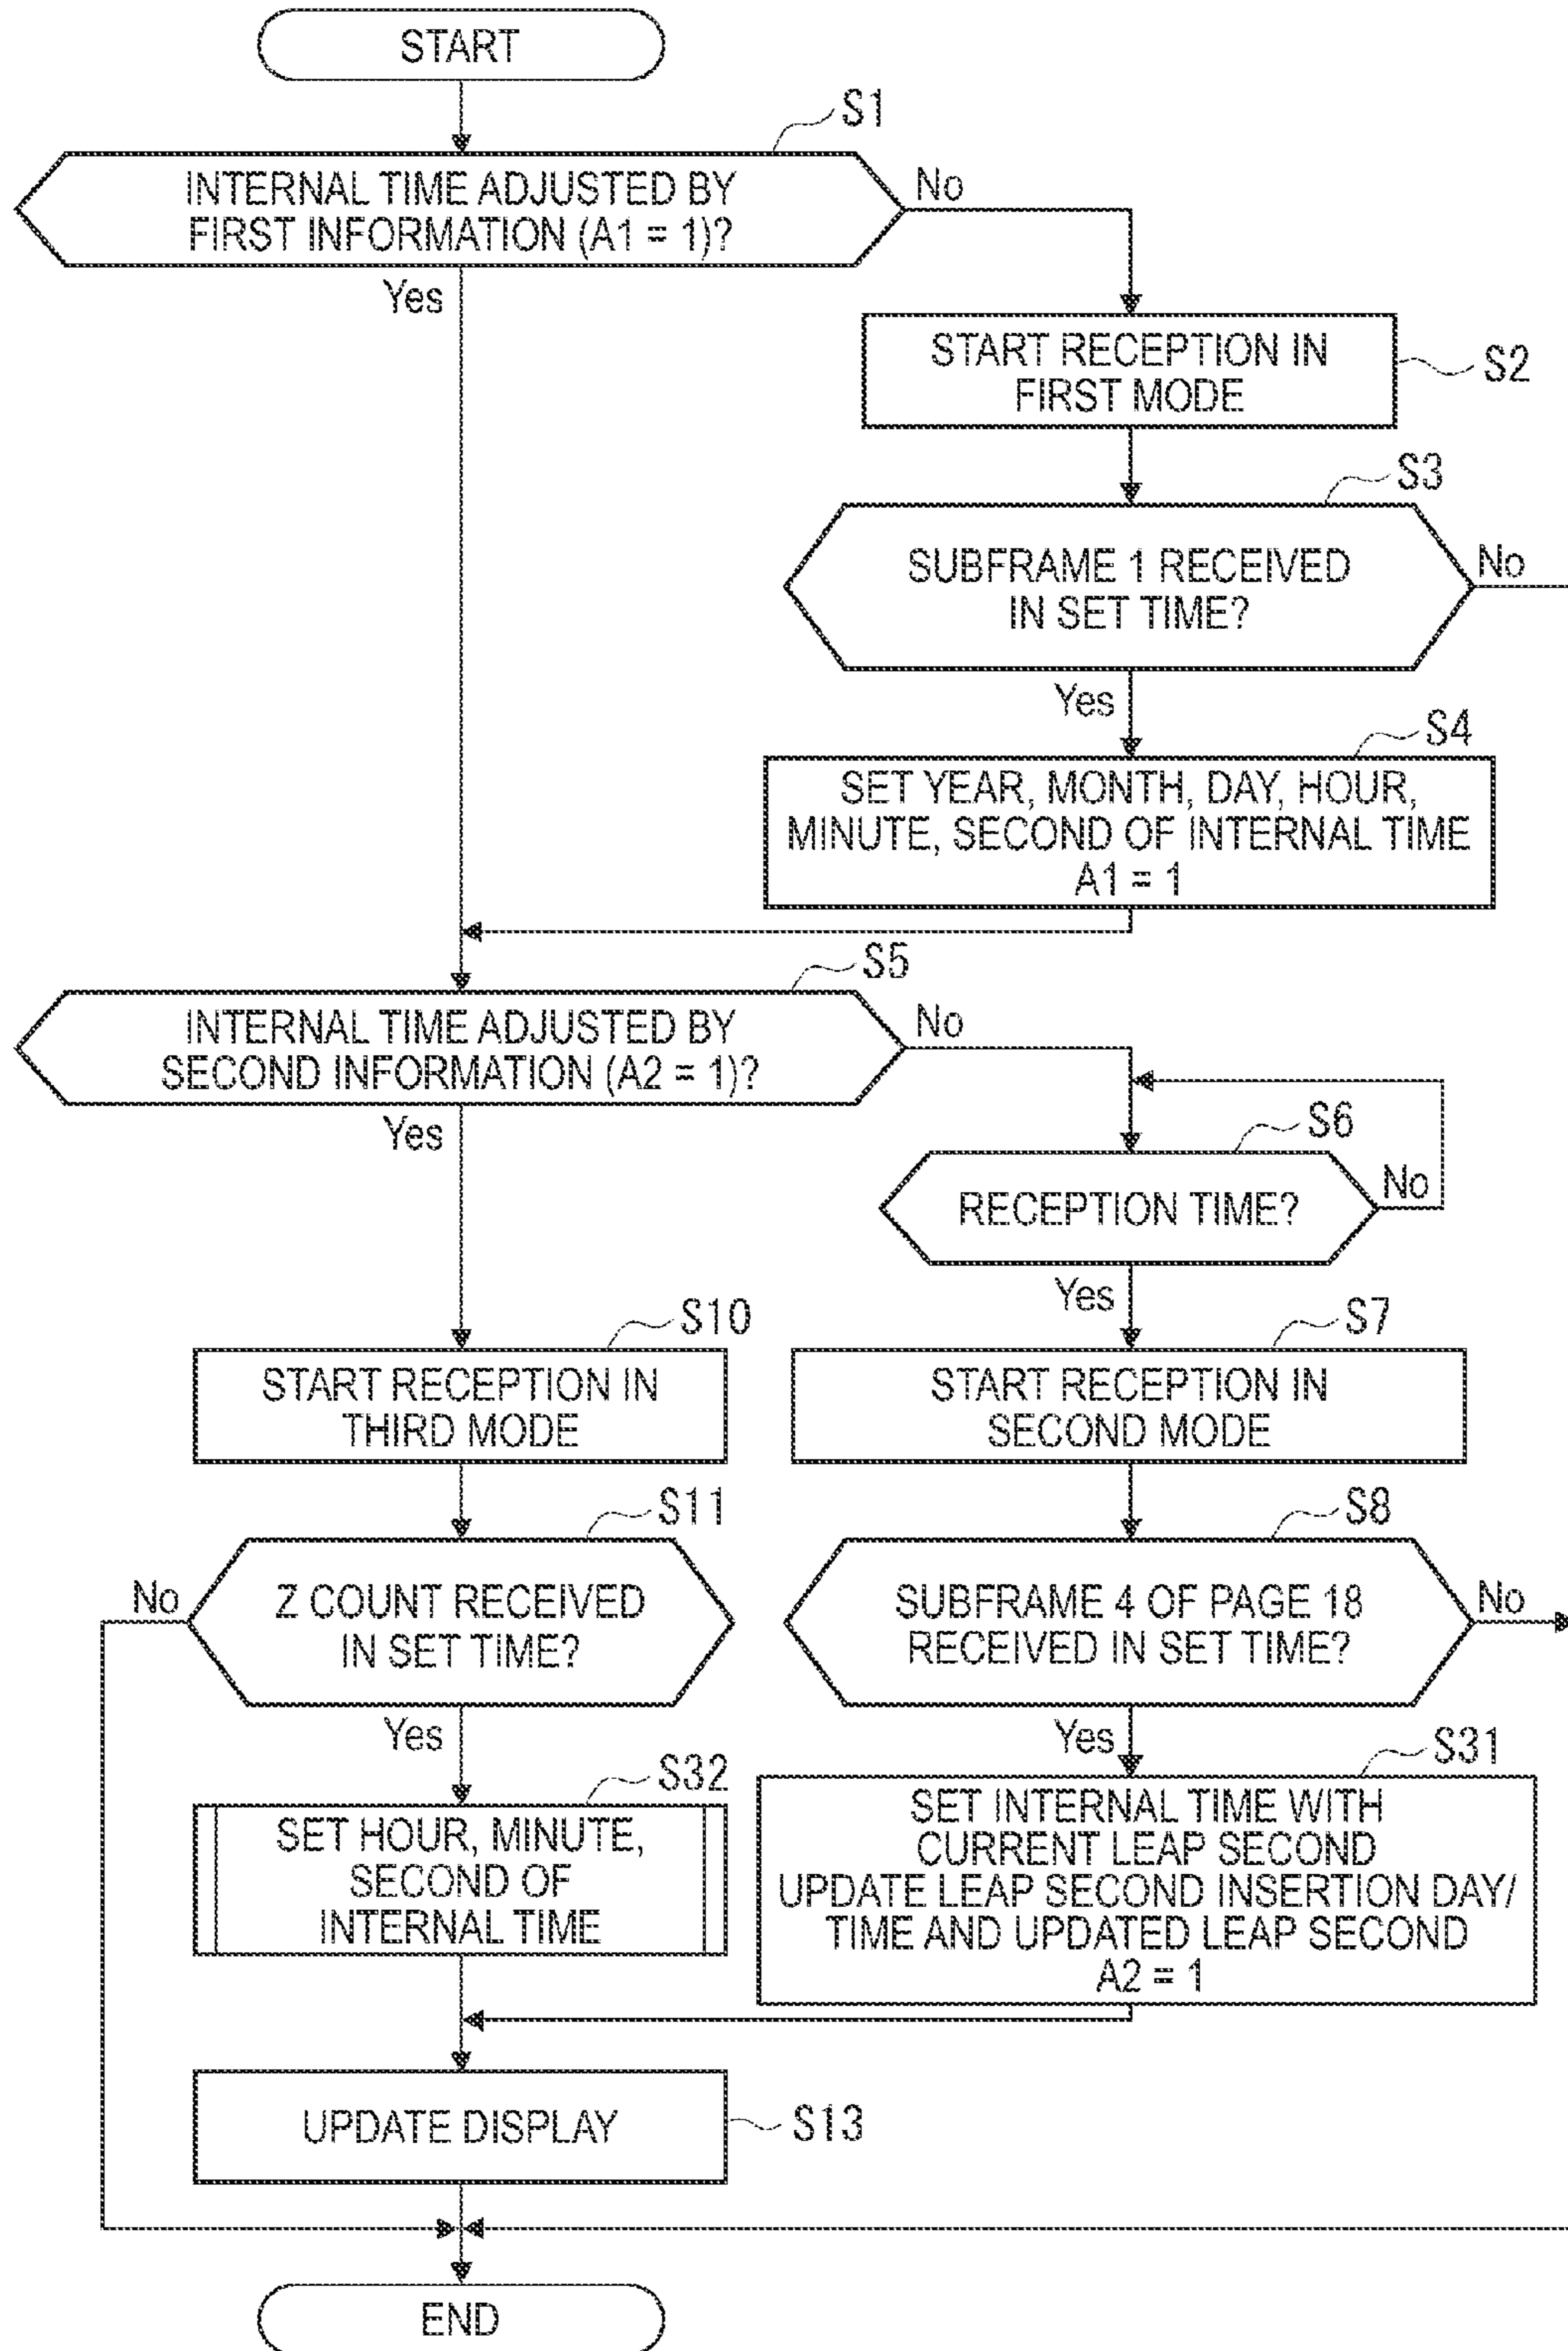 START
S1
INTERNAL TIME ADJUSTED BY
FIRST INFORMATION (A1 = 1)?
No
Yes
START RECEPTION IN
FIRST MODE
S2
S3
SUBFRAME 1 RECEIVED
IN SET TIME?
No
Yes
S4
SET YEAR, MONTH, DAY, HOUR,
MINUTE, SECOND OF INTERNAL TIME
A1 = 1
S5
INTERNAL TIME ADJUSTED BY
SECOND INFORMATION (A2 = 1)?
No
Yes
S6
RECEPTION TIME?
No
Yes
S10
START RECEPTION IN
THIRD MODE
S7
START RECEPTION IN
SECOND MODE
S11
Z COUNT RECEIVED
IN SET TIME?
No
Yes
S8
SUBFRAME 4 OF PAGE 18
RECEIVED IN SET TIME?
No
Yes
S32
SET HOUR, MINUTE,
SECOND OF
INTERNAL TIME
S31
SET INTERNAL TIME WITH
CURRENT LEAP SECOND
UPDATE LEAP SECOND INSERTION DAY/
TIME AND UPDATED LEAP SECOND
A2 = 1
UPDATE DISPLAY
S13
END